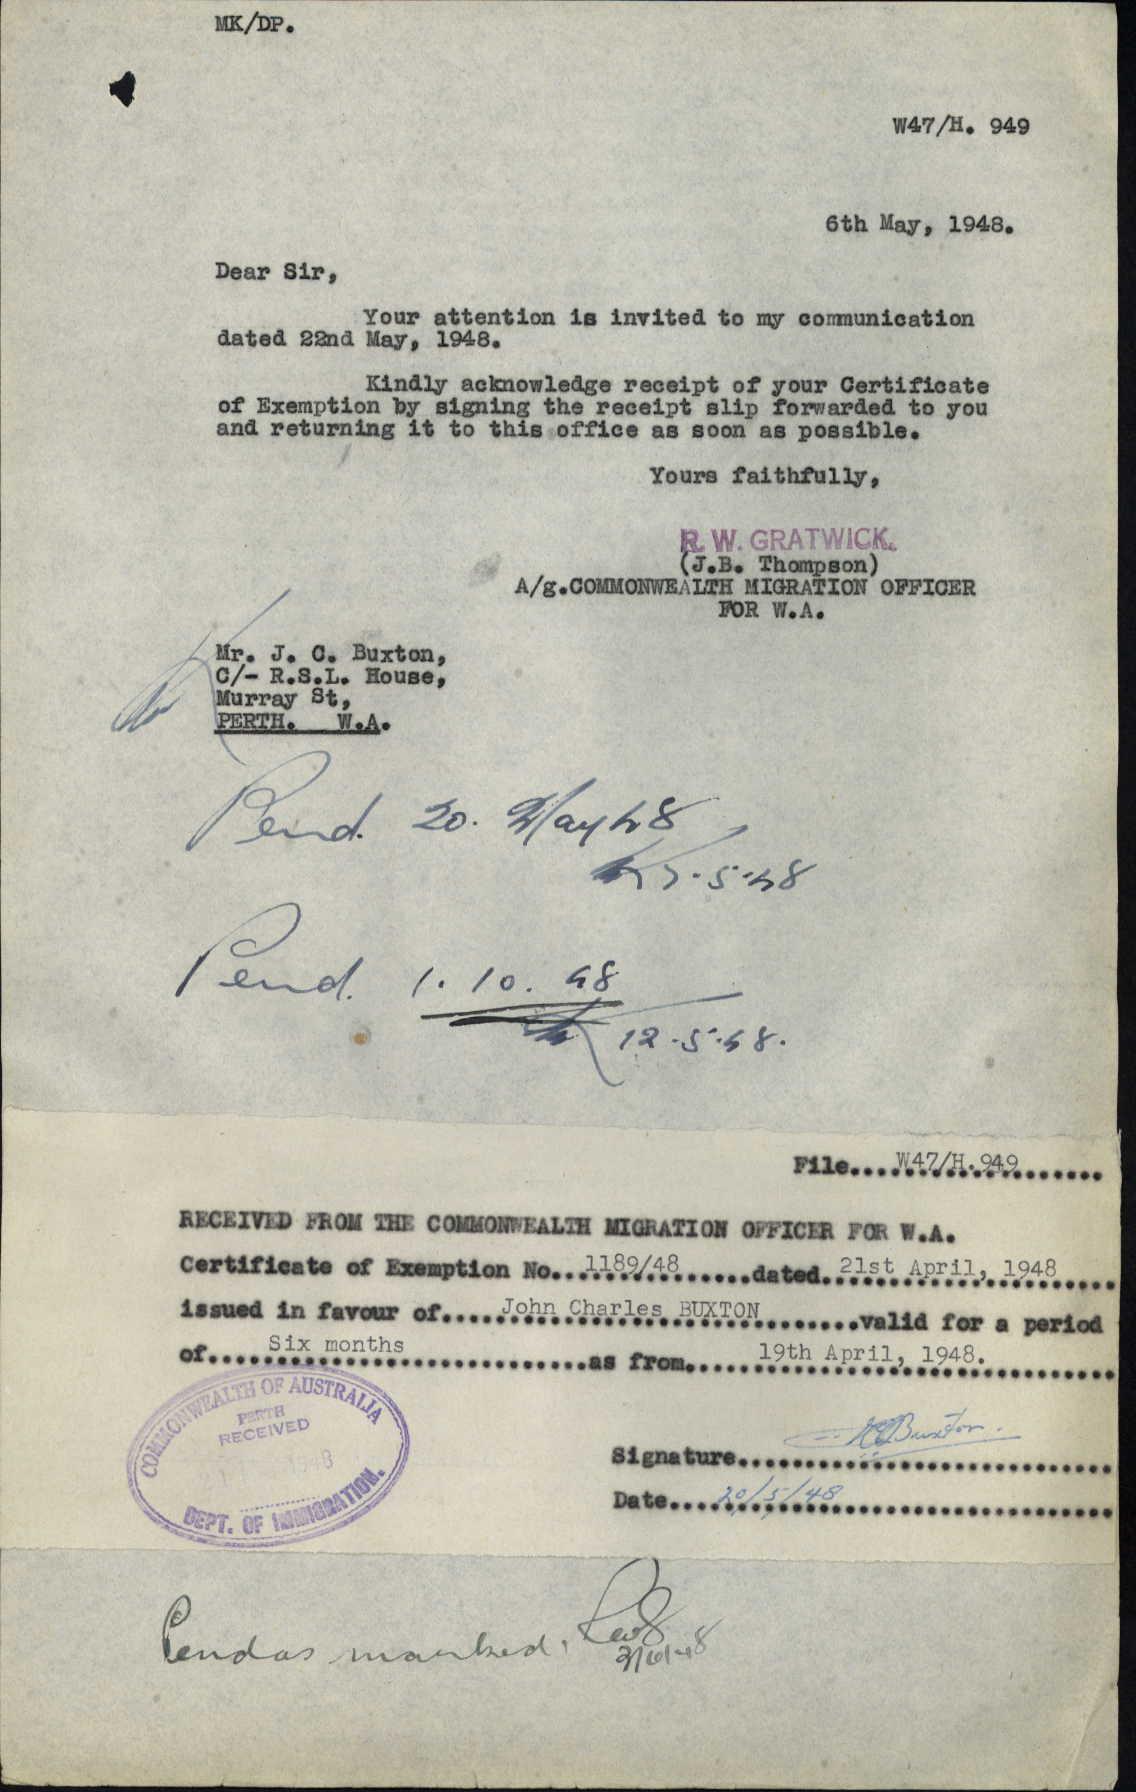 MK/DP.
W47/H. 949
6th May, 1948.
Dear Sir,
Your attention is invited to my communication
dated 22nd May, 1948.
Kindly acknowledge receipt of your Certificate
of Exemption by signing the receipt slip forwarded to you
and returning it to this office as soon as possible.
Yours faithfully,
R. W. GRATWICK.
(J.B. Thompson)
A/g.COMMONWEALTH MIGRATION OFFICER
FOR W.A.
Mr. J. C. Buxton,
C/- R.S.L. House,
Murray St,
PERTH. W.A.
Pend. 20. May 48
7.5.48
Pend. 1.10.48
12.5.48.
File....W47/H.949......
RECEIVED FROM THE COMMONWEALTH MIGRATION OFFICER FOR W.A.
Certificate of Exemption No...1189/48......dated..21st April, 1948....
issued in favour of....John Charles BUXTON......valid for a period
of....Six months......as from....19th April, 1948.....
COMMONWEALTH OF AUSTRALIA
PERTH
RECEIVED
DEPT. OF IMMIGRATION.
Signature....JCBuxton.....
Date....20/5/48......
Pend as marked.
3/6/48